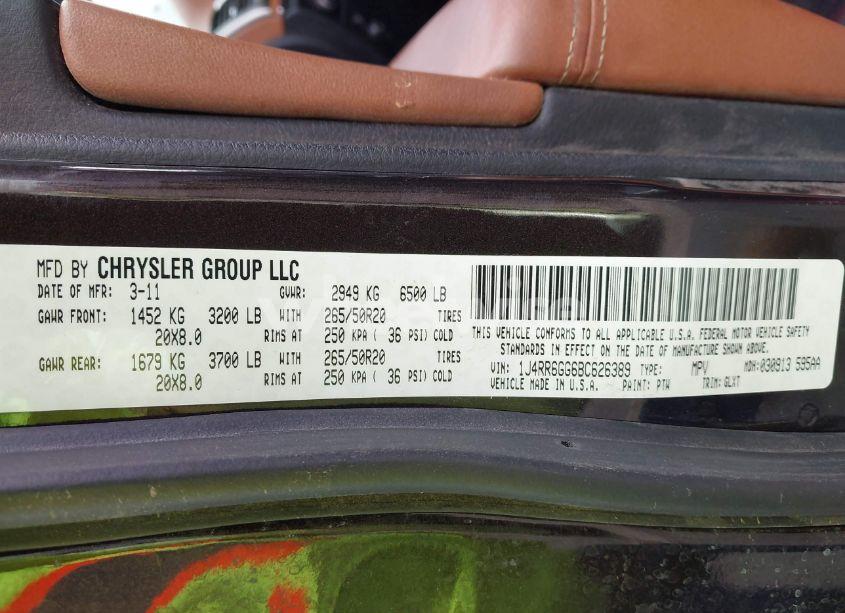 MFD BY CHRYSLER GROUP LLC
DATE OF MFR: 3-11 GVWR: 2949 KG 6500 LB
GAWR FRONT: 1452 KG 3200 LB WITH 265/50R20 TIRES
20X8.0 RIMS AT 250 KPA ( 36 PSI) COLD
GAWR REAR: 1679 KG 3700 LB WITH 265/50R20 TIRES
20X8.0 RIMS AT 250 KPA ( 36 PSI) COLD
THIS VEHICLE CONFORMS TO ALL APPLICABLE U.S.A. FEDERAL MOTOR VEHICLE SAFETY
STANDARDS IN EFFECT ON THE DATE OF MANUFACTURE SHOWN ABOVE.
VIN: 1J4RR6GG6BC626389 TYPE: MPV MDH: 030913 595AA
VEHICLE MADE IN U.S.A. PAINT: PTW TRIM: GLXT